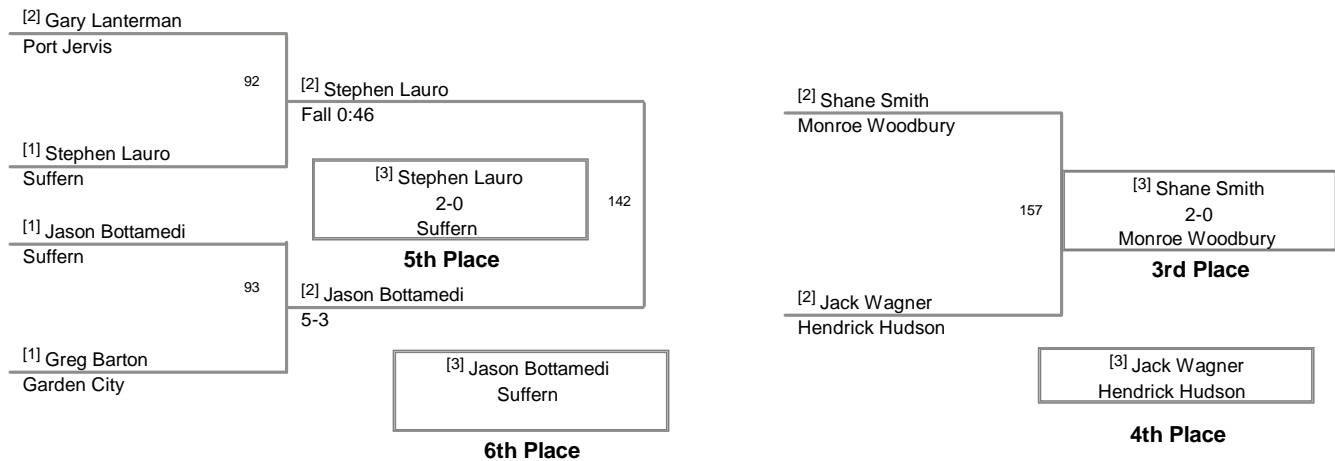 [2] Gary Lanterman
Port Jervis
92
[2] Stephen Lauro
Fall 0:46
[1] Stephen Lauro
Suffern
[3] Stephen Lauro
2-0
Suffern
5th Place
142
[1] Jason Bottamedi
Suffern
93
[2] Jason Bottamedi
5-3
[1] Greg Barton
Garden City
[3] Jason Bottamedi
Suffern
6th Place
[2] Shane Smith
Monroe Woodbury
157
[3] Shane Smith
2-0
Monroe Woodbury
3rd Place
[2] Jack Wagner
Hendrick Hudson
[3] Jack Wagner
Hendrick Hudson
4th Place